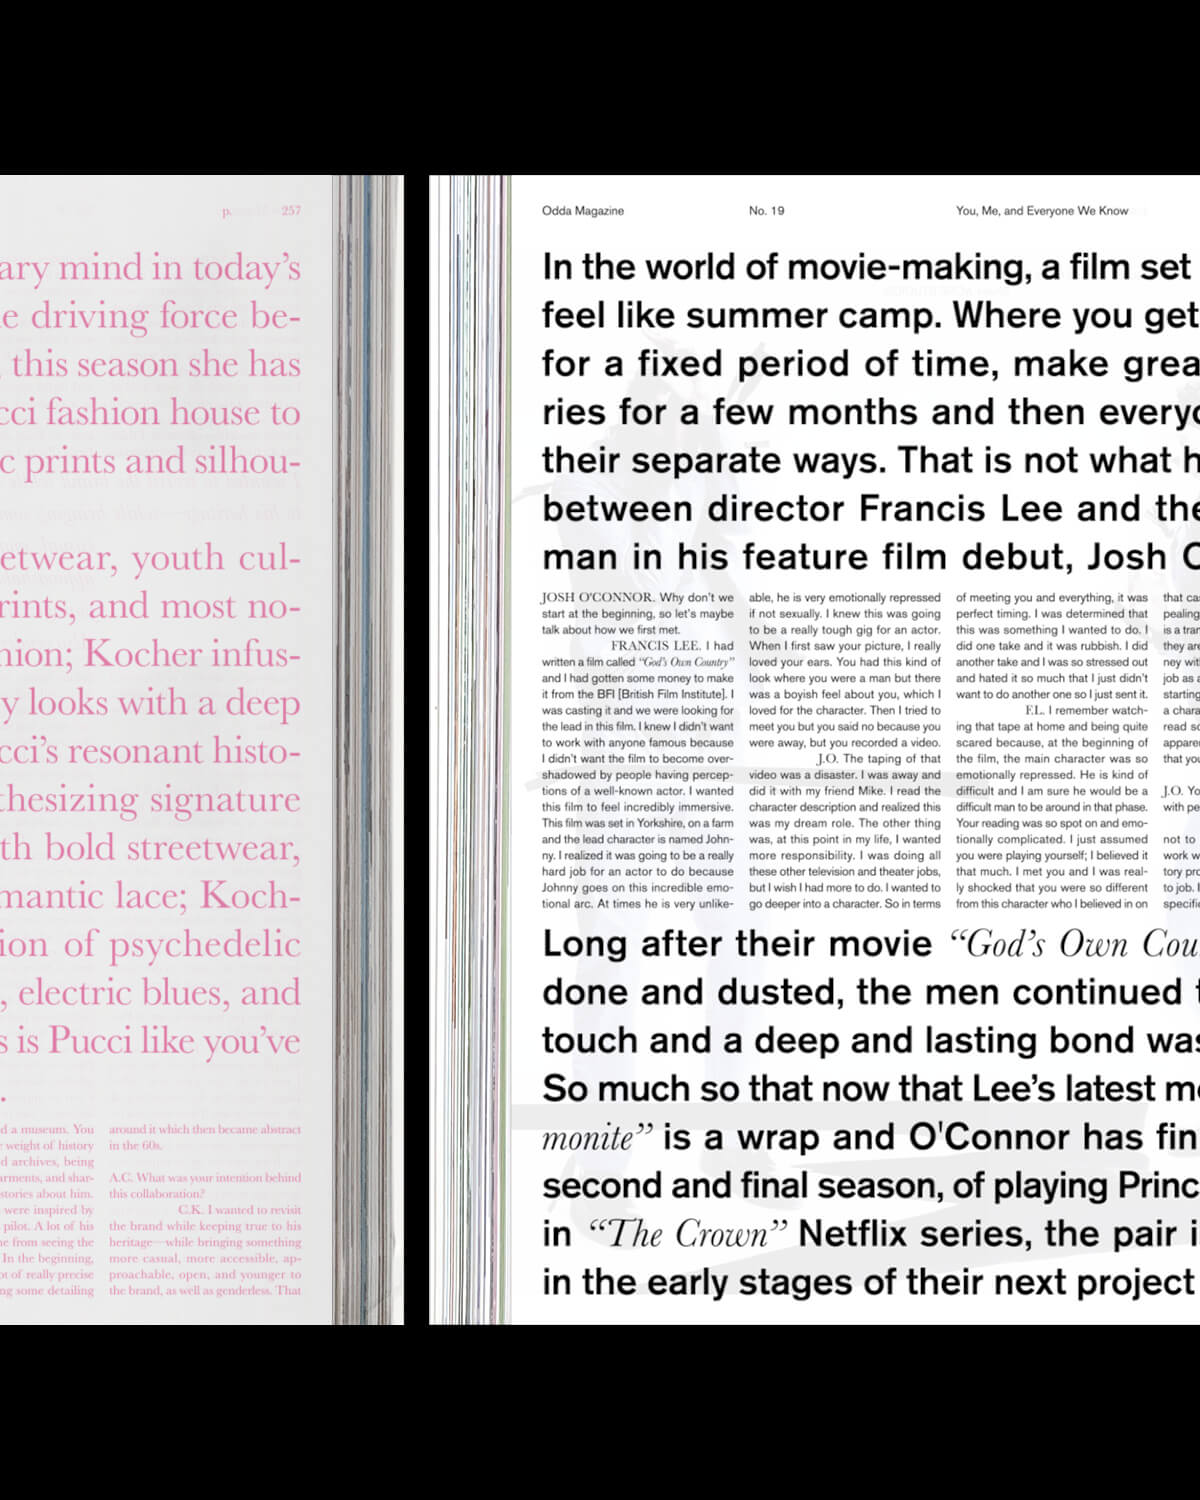 p. 257
ary mind in today’s
e driving force be-
this season she has
cci fashion house to
c prints and silhou-
etwear, youth cul-
rints, and most no-
nion; Kocher infus-
y looks with a deep
cci’s resonant histo-
thesizing signature
th bold streetwear,
mantic lace; Koch-
ion of psychedelic
, electric blues, and
s is Pucci like you’ve
.
d a museum. You
weight of history
d archives, being
arments, and shar-
stories about him.
were inspired by
pilot. A lot of his
ne from seeing the
In the beginning,
ot of really precise
ng some detailing
around it which then became abstract
in the 60s.
A.C. What was your intention behind
this collaboration?
C.K. I wanted to revisit
the brand while keeping true to his
heritage—while bringing something
more casual, more accessible, ap-
proachable, open, and younger to
the brand, as well as genderless. That
Odda Magazine
No. 19
You, Me, and Everyone We Know
In the world of movie-making, a film set
feel like summer camp. Where you get
for a fixed period of time, make grea
ries for a few months and then everyo
their separate ways. That is not what h
between director Francis Lee and the
man in his feature film debut, Josh O
JOSH O'CONNOR. Why don’t we
start at the beginning, so let’s maybe
talk about how we first met.
FRANCIS LEE. I had
written a film called “God’s Own Country”
and I had gotten some money to make
it from the BFI [British Film Institute]. I
was casting it and we were looking for
the lead in this film. I knew I didn’t want
to work with anyone famous because
I didn’t want the film to become over-
shadowed by people having percep-
tions of a well-known actor. I wanted
this film to feel incredibly immersive.
This film was set in Yorkshire, on a farm
and the lead character is named John-
ny. I realized it was going to be a really
hard job for an actor to do because
Johnny goes on this incredible emo-
tional arc. At times he is very unlike-
able, he is very emotionally repressed
if not sexually. I knew this was going
to be a really tough gig for an actor.
When I first saw your picture, I really
loved your ears. You had this kind of
look where you were a man but there
was a boyish feel about you, which I
loved for the character. Then I tried to
meet you but you said no because you
were away, but you recorded a video.
J.O. The taping of that
video was a disaster. I was away and
did it with my friend Mike. I read the
character description and realized this
was my dream role. The other thing
was, at this point in my life, I wanted
more responsibility. I was doing all
these other television and theater jobs,
but I wish I had more to do. I wanted to
go deeper into a character. So in terms
of meeting you and everything, it was
perfect timing. I was determined that
this was something I wanted to do. I
did one take and it was rubbish. I did
another take and I was so stressed out
and hated it so much that I just didn’t
want to do another one so I just sent it.
F.L. I remember watch-
ing that tape at home and being quite
scared because, at the beginning of
the film, the main character was so
emotionally repressed. He is kind of
difficult and I am sure he would be a
difficult man to be around in that phase.
Your reading was so spot on and emo-
tionally complicated. I just assumed
you were playing yourself; I believed it
that much. I met you and I was real-
ly shocked that you were so different
from this character who I believed in on
that cas
pealing
is a tran
they are
ney wit
job as a
starting
a chara
read sc
apparen
that you
J.O. Yo
with pe
not to
work w
tory pro
to job. I
specific
Long after their movie “God’s Own Cou
done and dusted, the men continued t
touch and a deep and lasting bond was
So much so that now that Lee’s latest mo
monite” is a wrap and O'Connor has fin
second and final season, of playing Princ
in “The Crown” Netflix series, the pair i
in the early stages of their next project